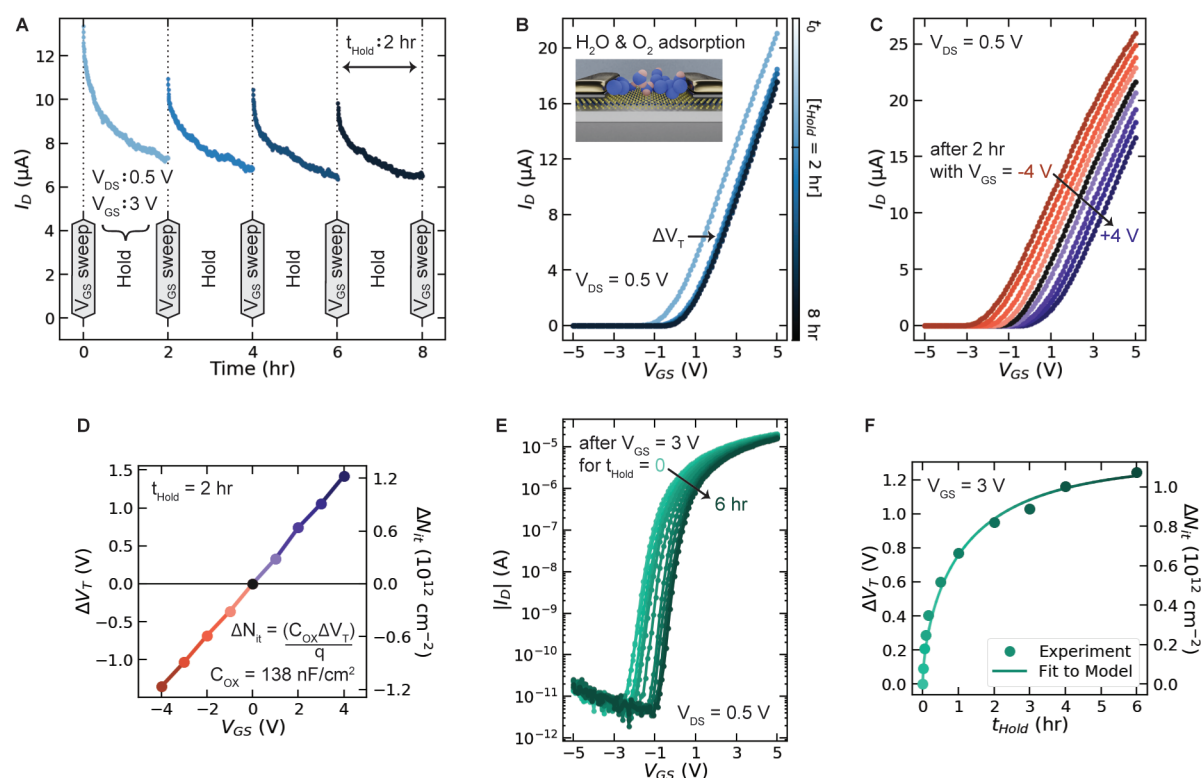 A
12
10
8
6
4
2
0
I_D (μA)
t_Hold : 2 hr
V_DS : 0.5 V
V_GS : 3 V
V_GS sweep
Hold
V_GS sweep
Hold
V_GS sweep
Hold
V_GS sweep
Hold
V_GS sweep
0 2 4 6 8
Time (hr)
B
20
16
12
8
4
0
I_D (μA)
H₂O & O₂ adsorption
ΔV_T
V_DS = 0.5 V
−5 −3 −1 1 3 5
V_GS (V)
t₀
[t_Hold = 2 hr]
8 hr
C
25
20
15
10
5
0
I_D (μA)
V_DS = 0.5 V
after 2 hr
with V_GS = -4 V
+4 V
−5 −3 −1 1 3 5
V_GS (V)
D
1.5
1.0
0.5
0.0
−0.5
−1.0
ΔV_T (V)
t_Hold = 2 hr
ΔN_it = (C_OX ΔV_T)
q
C_OX = 138 nF/cm²
−4 −2 0 2 4
V_GS (V)
1.2
0.6
0.0
−0.6
−1.2
ΔN_it (10¹² cm⁻²)
E
10⁻⁵
10⁻⁶
10⁻⁷
10⁻⁸
10⁻⁹
10⁻¹⁰
10⁻¹¹
10⁻¹²
|I_D| (A)
after V_GS = 3 V
for t_Hold = 0
6 hr
V_DS = 0.5 V
−5 −3 −1 1 3 5
V_GS (V)
F
1.2
1.0
0.8
0.6
0.4
0.2
0.0
ΔV_T (V)
V_GS = 3 V
Experiment
Fit to Model
0 1 2 3 4 5 6
t_Hold (hr)
1.0
0.8
0.6
0.4
0.2
0.0
ΔN_it (10¹² cm⁻²)